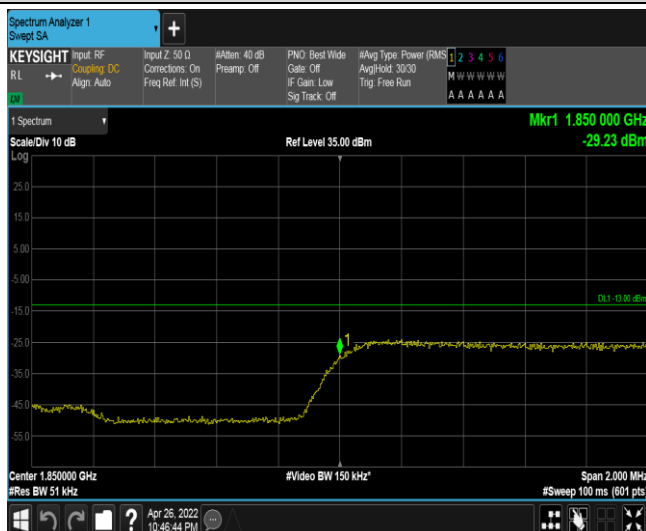 Spectrum Analyzer 1
Swept SA
KEYSIGHT
RL
Input: RF
Coupling: DC
Align: Auto
Input Z: 50 Ω
Corrections: On
Freq Ref: Int (S)
#Atten: 40 dB
Preamp: Off
PNO: Best Wide
Gate: Off
IF Gain: Low
Sig Track: Off
#Avg Type: Power (RMS
Avg|Hold: 30/30
Trig: Free Run
1 2 3 4 5 6
M W W W W W
A A A A A A
1 Spectrum
Mkr1 1.850 000 GHz
Scale/Div 10 dB
Ref Level 35.00 dBm
-29.23 dBm
Log
25.0
15.0
5.00
-5.00
DL1 -13.00 dBm
-15.0
-25.0
1
-35.0
-45.0
-55.0
Center 1.850000 GHz
#Video BW 150 kHz*
Span 2.000 MHz
#Res BW 51 kHz
#Sweep 100 ms (601 pts)
?
Apr 26, 2022
10:46:44 PM